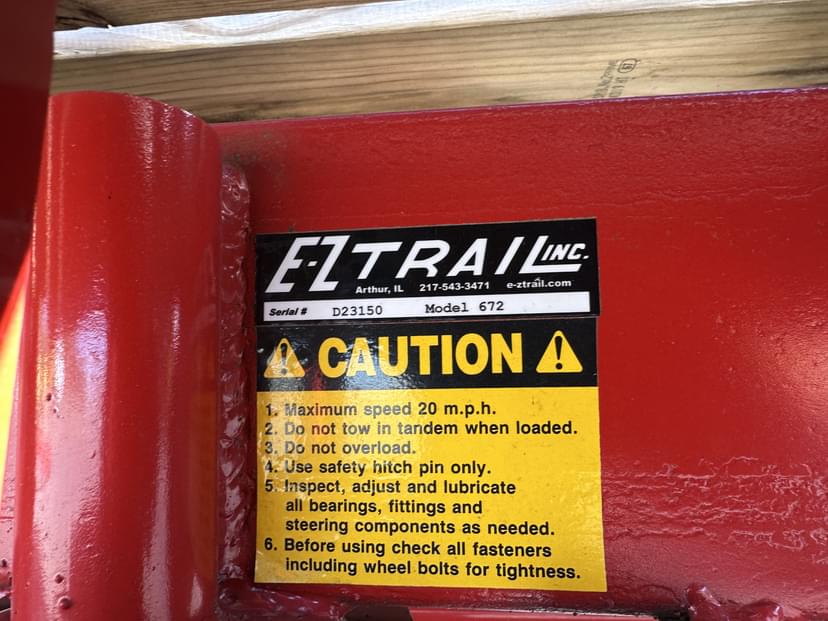 E-Z TRAIL INC.
Arthur, IL 217-543-3471 e-ztrail.com
Serial # D23150 Model 672
CAUTION
1. Maximum speed 20 m.p.h.
2. Do not tow in tandem when loaded.
3. Do not overload.
4. Use safety hitch pin only.
5. Inspect, adjust and lubricate
all bearings, fittings and
steering components as needed.
6. Before using check all fasteners
including wheel bolts for tightness.